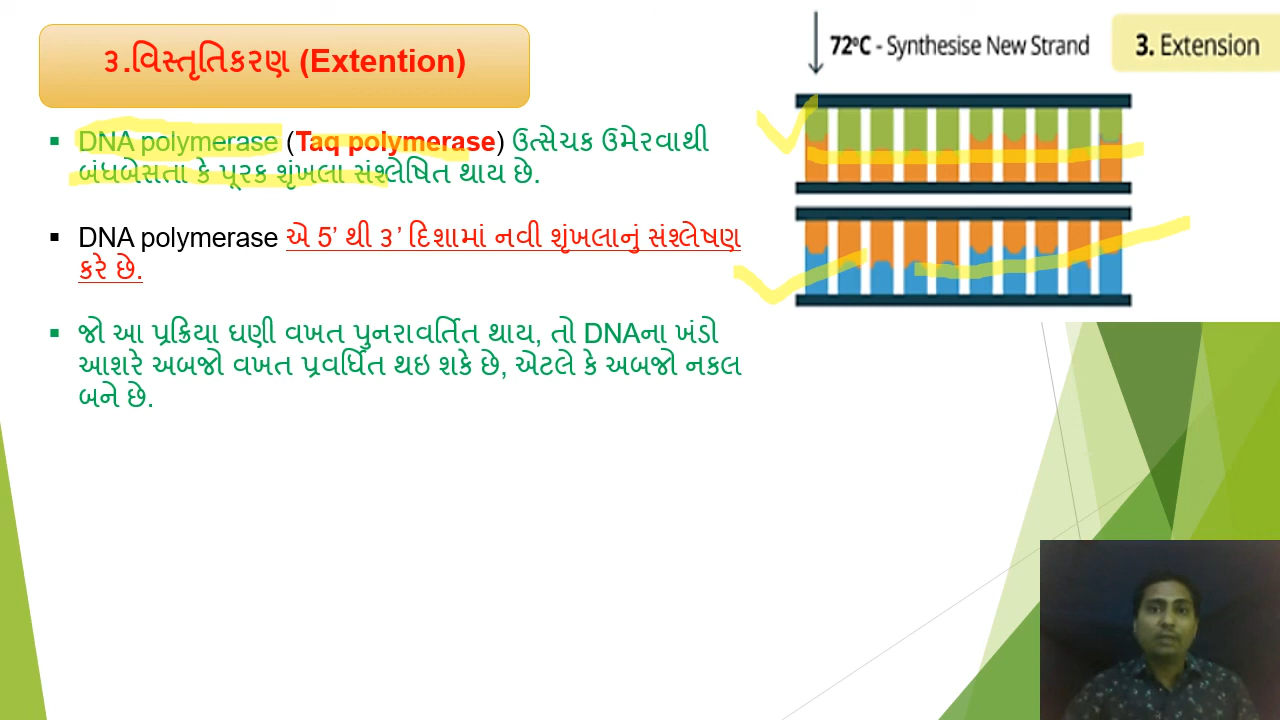 ૩.વિસ્તૃતિકરણ (Extention)
72ºC - Synthesise New Strand
3. Extension
▪ DNA polymerase (Taq polymerase) ઉત્સેચક ઉમેરવાથી
બંધબેસતા કે પૂરક શૃંખલા સંશ્લેષિત થાય છે.
▪ DNA polymerase એ 5’ થી ૩’ દિશામાં નવી શૃંખલાનું સંશ્લેષણ
કરે છે.
▪ જો આ પ્રક્રિયા ઘણી વખત પુનરાવર્તિત થાય, તો DNAના ખંડો
આશરે અબજો વખત પ્રવર્ધિત થઇ શકે છે, એટલે કે અબજો નકલ
બને છે.